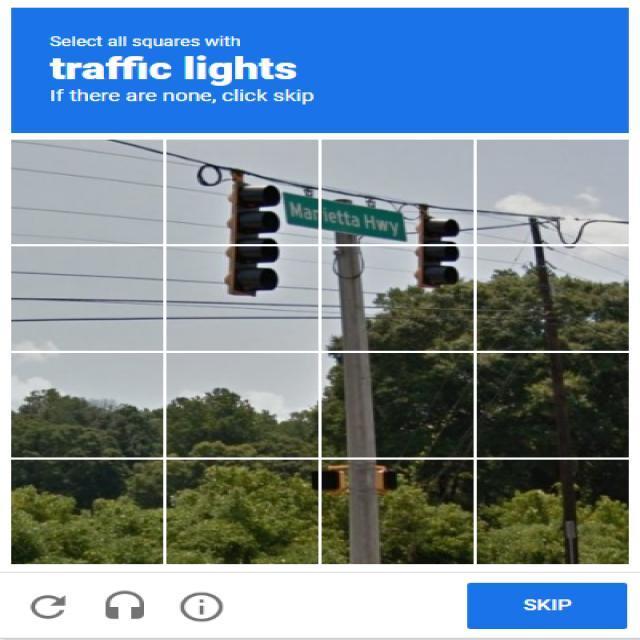 Select all squares with
traffic lights
If there are none, click skip
Marietta Hwy
SKIP